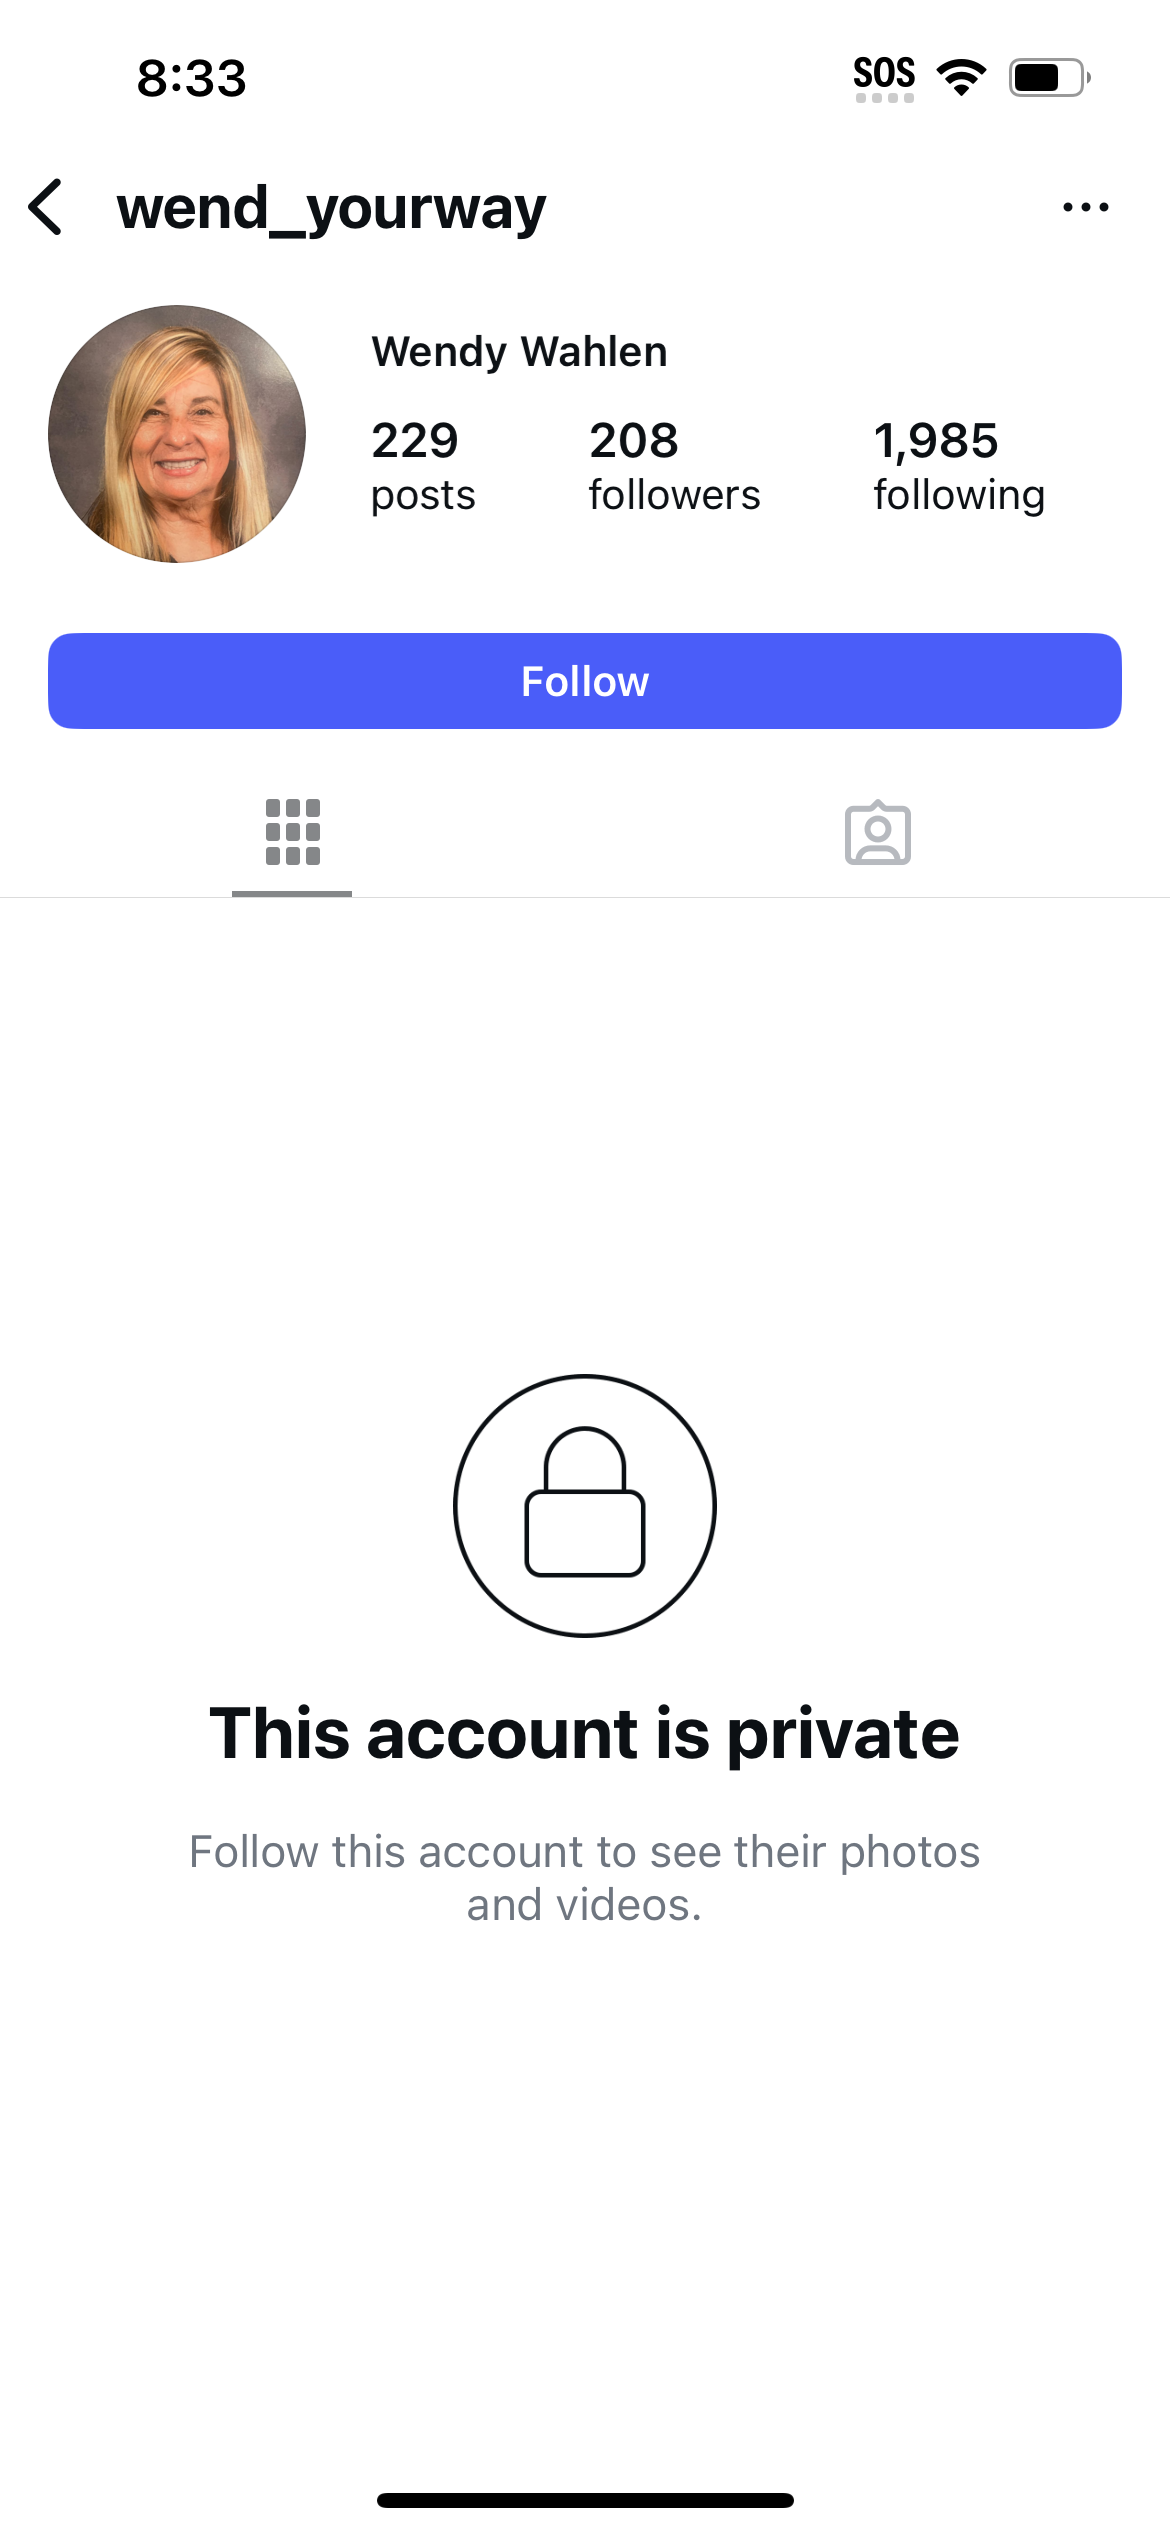 8:33
SOS
wend_yourway
Wendy Wahlen
229 208 1,985
posts followers following
Follow
This account is private
Follow this account to see their photos
and videos.